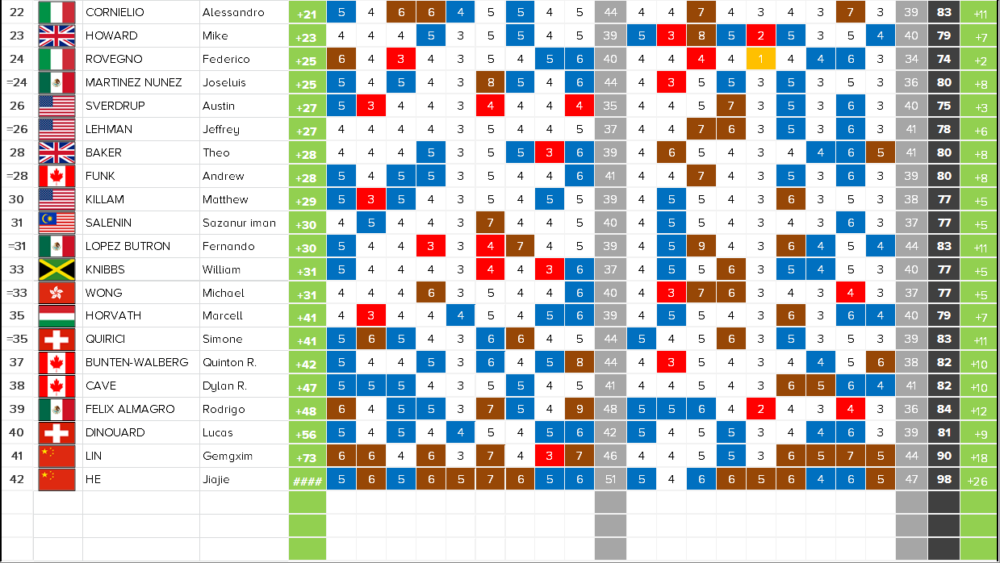 22 CORNIELIO Alessandro +21 5 4 6 6 4 5 5 4 5 44 4 4 7 4 3 4 3 7 3 39 83 +11
23 HOWARD Mike +23 4 4 4 5 3 5 5 4 5 39 5 3 8 5 2 5 3 5 4 40 79 +7
24 ROVEGNO Federico +25 6 4 3 4 3 5 4 5 6 40 4 4 4 4 1 4 4 6 3 34 74 +2
=24 MARTINEZ NUNEZ Joseluis +25 5 4 5 4 3 8 5 4 6 44 4 3 5 5 3 5 3 5 3 36 80 +8
26 SVERDRUP Austin +27 5 3 4 4 3 4 4 4 4 35 4 4 5 7 3 5 3 6 3 40 75 +3
=26 LEHMAN Jeffrey +27 4 4 4 4 3 5 4 4 5 37 4 4 7 6 3 5 3 6 3 41 78 +6
28 BAKER Theo +28 4 4 4 5 3 5 5 3 6 39 4 6 5 4 3 4 4 6 5 41 80 +8
=28 FUNK Andrew +28 5 4 5 5 3 5 4 4 6 41 4 4 7 4 3 5 3 6 3 39 80 +8
30 KILLAM Matthew +29 5 3 5 4 3 5 4 5 5 39 4 5 5 4 3 6 3 5 3 38 77 +5
31 SALENIN Sazanur iman +30 4 5 4 4 3 7 4 4 5 40 4 5 5 4 3 4 3 6 3 37 77 +5
=31 LOPEZ BUTRON Fernando +30 5 4 4 3 3 4 7 4 5 39 4 5 9 4 3 6 4 5 4 44 83 +11
33 KNIBBS William +31 5 4 4 4 3 4 4 3 6 37 4 5 5 6 3 5 4 5 3 40 77 +5
=33 WONG Michael +31 4 4 4 6 3 5 4 4 6 40 4 3 7 6 3 4 3 4 3 37 77 +5
35 HORVATH Marcell +41 4 3 4 4 4 5 4 5 6 39 4 5 5 4 3 6 3 6 4 40 79 +7
=35 QUIRICI Simone +41 5 6 5 4 3 6 6 4 5 44 5 4 5 6 3 5 3 5 3 39 83 +11
37 BUNTEN-WALBERG Quinton R. +42 5 4 4 5 3 6 4 5 8 44 4 3 5 4 3 4 4 5 6 38 82 +10
38 CAVE Dylan R. +47 5 5 5 4 3 5 5 4 5 41 4 4 5 4 3 6 5 6 4 41 82 +10
39 FELIX ALMAGRO Rodrigo +48 6 4 5 5 3 7 5 4 9 48 5 5 6 4 2 4 3 4 3 36 84 +12
40 DINOUARD Lucas +56 5 4 5 4 4 5 4 5 6 42 5 4 5 5 3 4 4 6 3 39 81 +9
41 LIN Gemgxim +73 6 6 4 6 3 7 4 3 7 46 4 4 5 5 3 6 5 7 5 44 90 +18
42 HE Jiajie #### 5 6 5 6 5 7 6 5 6 51 5 4 6 6 5 6 4 6 5 47 98 +26